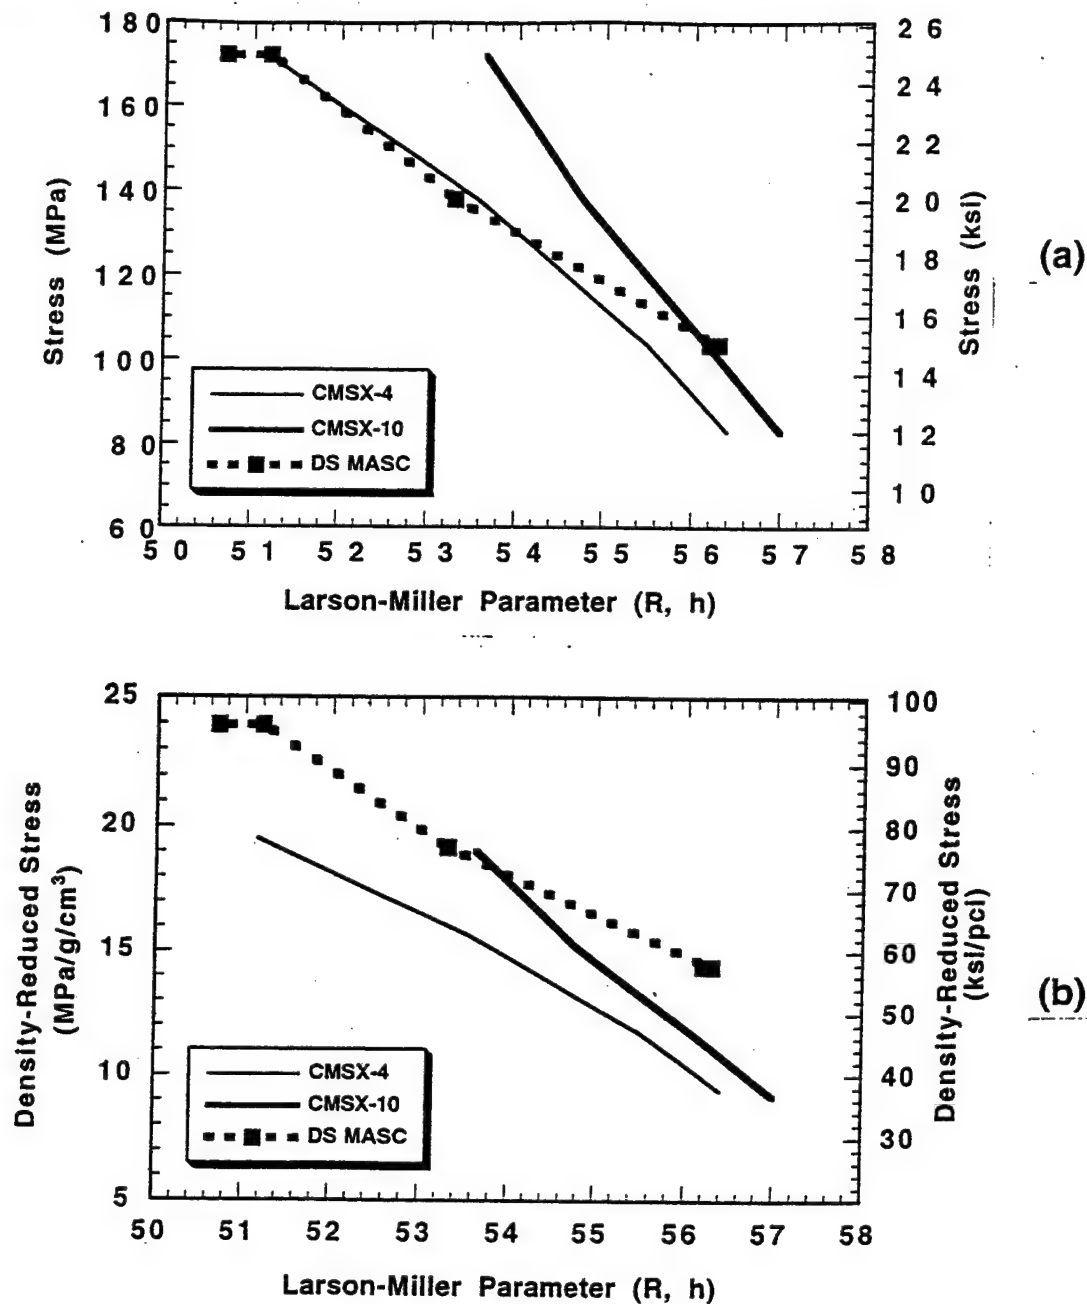 180
160
140
120
100
80
60
Stress (MPa)
26
24
22
20
18
16
14
12
10
Stress (ksi)
(a)
CMSX-4
CMSX-10
DS MASC
50 51 52 53 54 55 56 57 58
Larson-Miller Parameter (R, h)
25
20
15
10
5
Density-Reduced Stress
(MPa/g/cm³)
100
90
80
70
60
50
40
30
Density-Reduced Stress
(ksi/pci)
(b)
CMSX-4
CMSX-10
DS MASC
50 51 52 53 54 55 56 57 58
Larson-Miller Parameter (R, h)